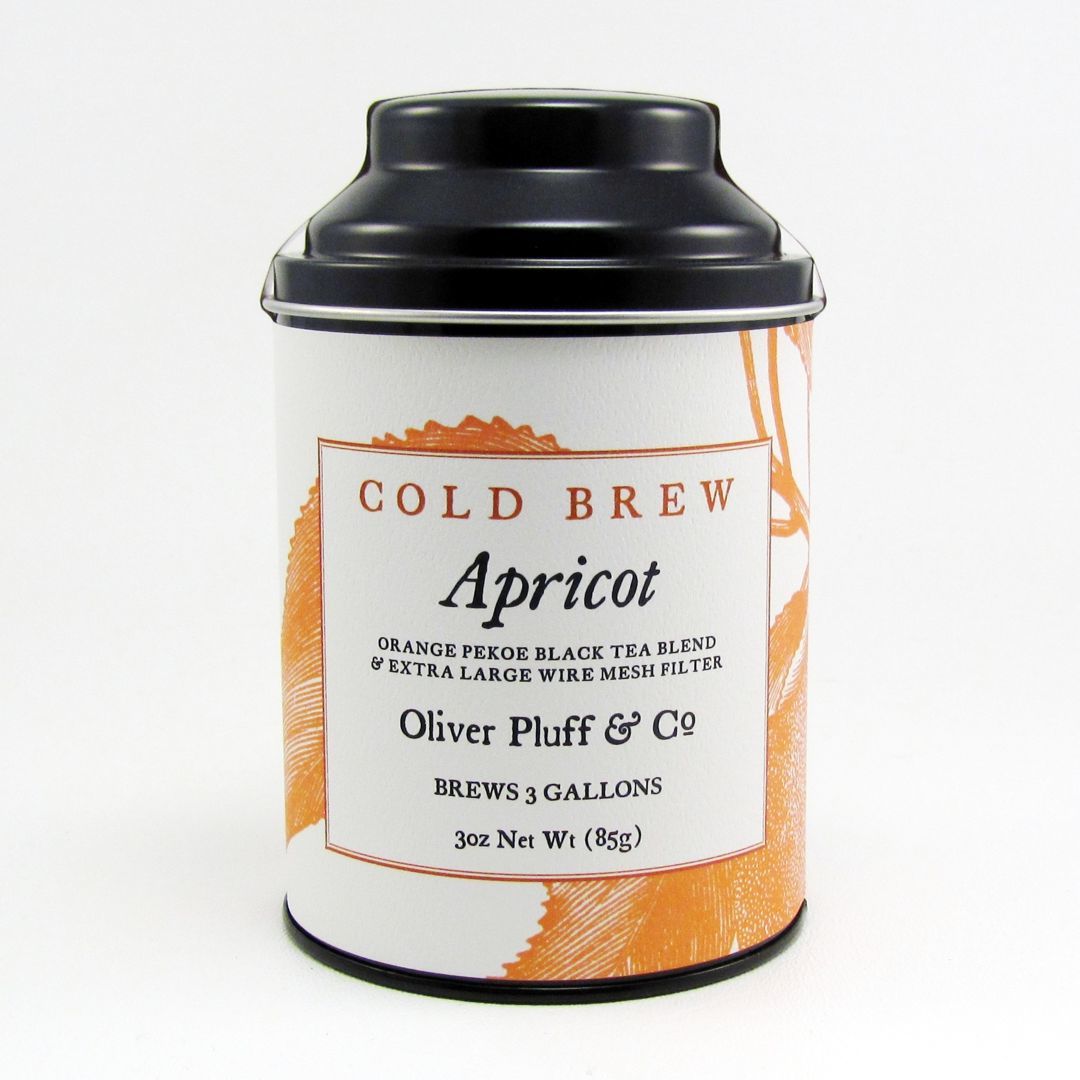 COLD BREW
Apricot
ORANGE PEKOE BLACK TEA BLEND
& EXTRA LARGE WIRE MESH FILTER
Oliver Pluff & Cº
BREWS 3 GALLONS
3oz Net Wt (85g)